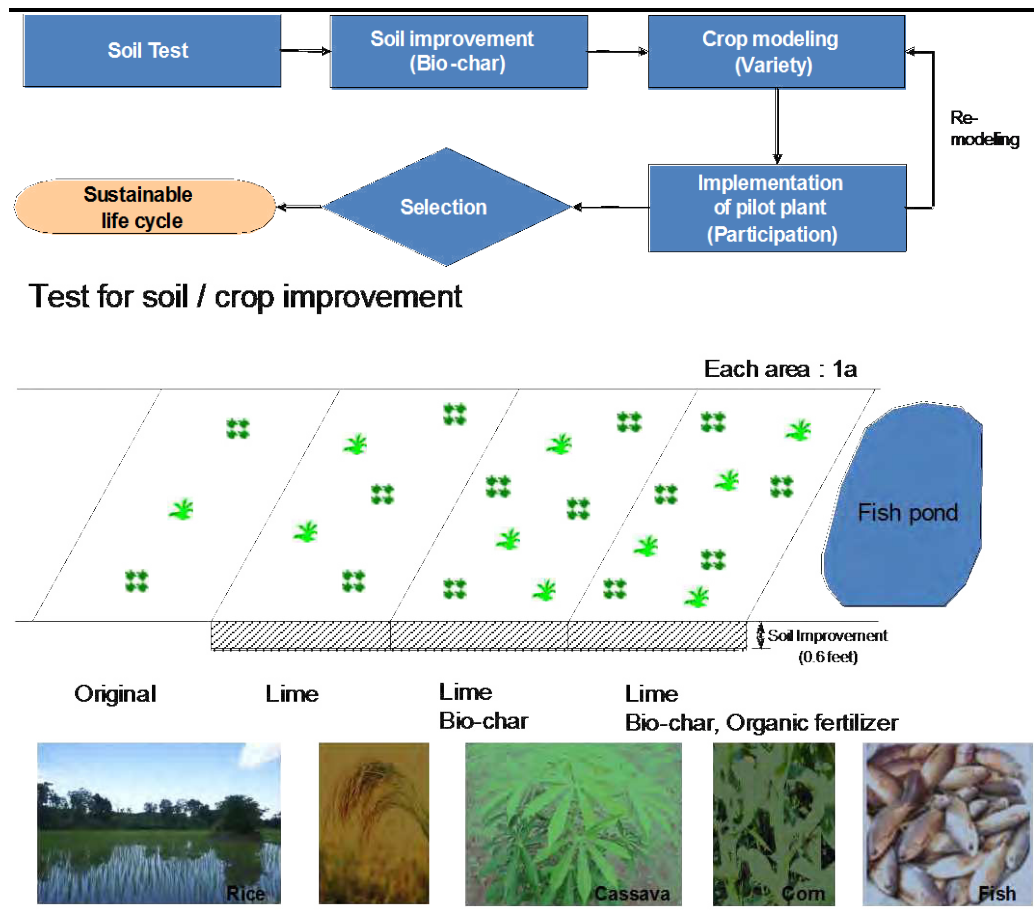 Soil Test
Soil improvement
(Bio-char)
Crop modeling
(Variety)
Re-
modeling
Sustainable
life cycle
Selection
Implementation
of pilot plant
(Participation)
Test for soil / crop improvement
Each area : 1a
Fish pond
Soil Improvement
(0.6 feet)
Original
Lime
Lime
Bio-char
Lime
Bio-char, Organic fertilizer
Rice
Cassava
Corn
Fish